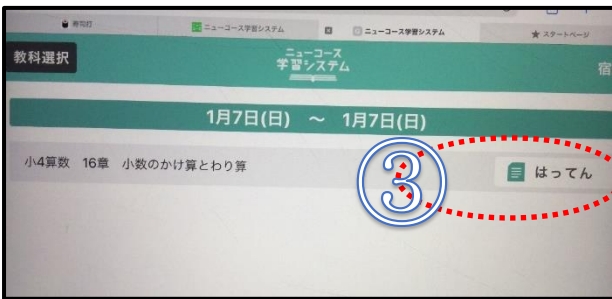 寿司打
ニューコース学習システム
ニューコース学習システム
スタートページ
教科選択
ニューコース
学習システム
宿
1月7日(日) ～ 1月7日(日)
小4算数 16章 小数のかけ算とわり算
③
はってん